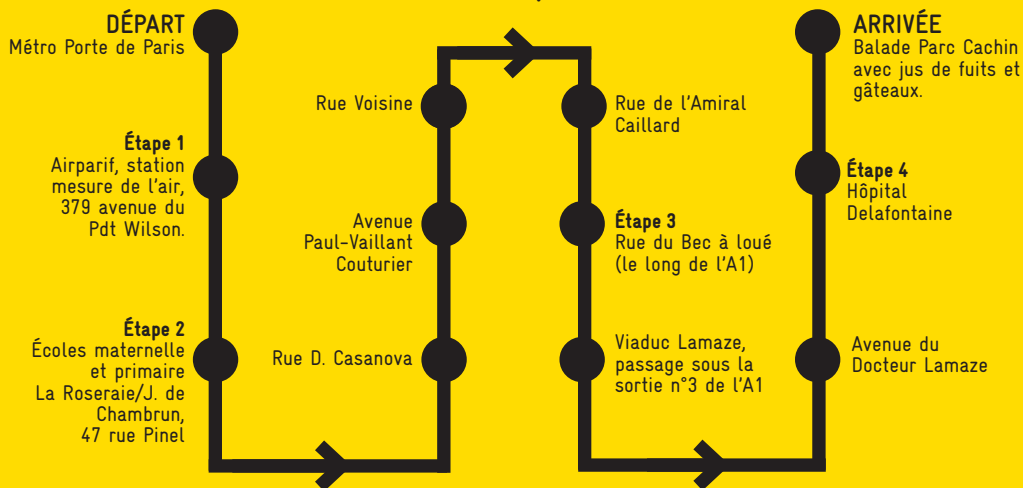 DÉPART
Métro Porte de Paris
Étape 1
Airparif, station
mesure de l'air,
379 avenue du
Pdt Wilson.
Étape 2
Écoles maternelle
et primaire
La Roseraie/J. de
Chambrun,
47 rue Pinel
Rue D. Casanova
Avenue
Paul-Vaillant
Couturier
Rue Voisine
Rue de l'Amiral
Caillard
Étape 3
Rue du Bec à loué
(le long de l'A1)
Viaduc Lamaze,
passage sous la
sortie n°3 de l'A1
Avenue du
Docteur Lamaze
Étape 4
Hôpital
Delafontaine
ARRIVÉE
Balade Parc Cachin
avec jus de fuits et
gâteaux.